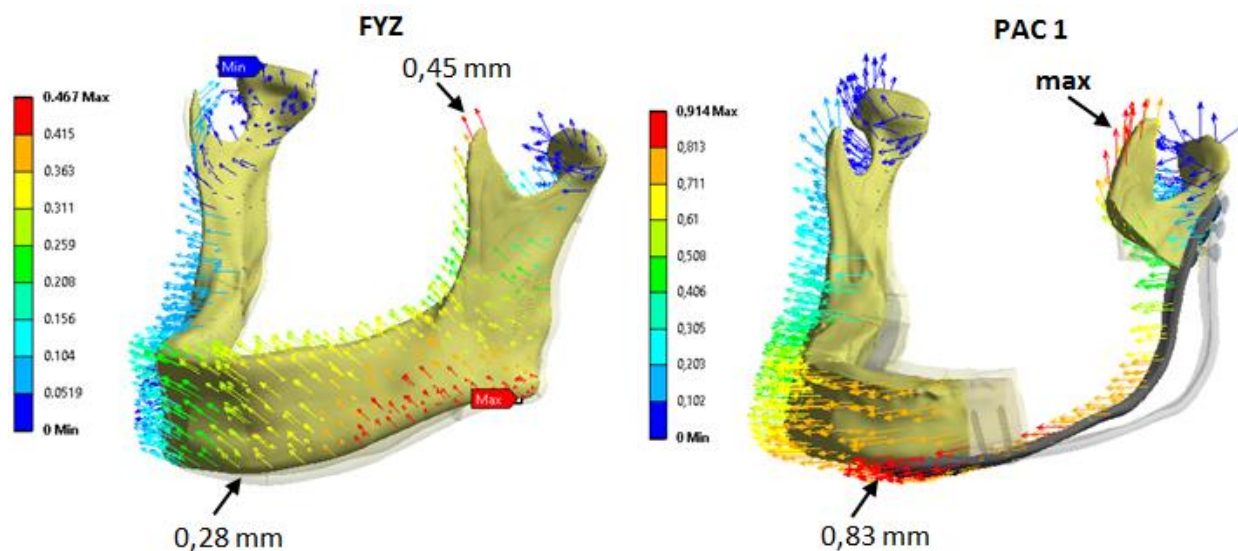 FYZ
PAC 1
Min
0,45 mm
max
0.467 Max
0.415
0.363
0.311
0.259
0.208
0.156
0.104
0.0519
0 Min
0,914 Max
0,813
0,711
0,61
0,508
0,406
0,305
0,203
0,102
0 Min
Max
0,28 mm
0,83 mm